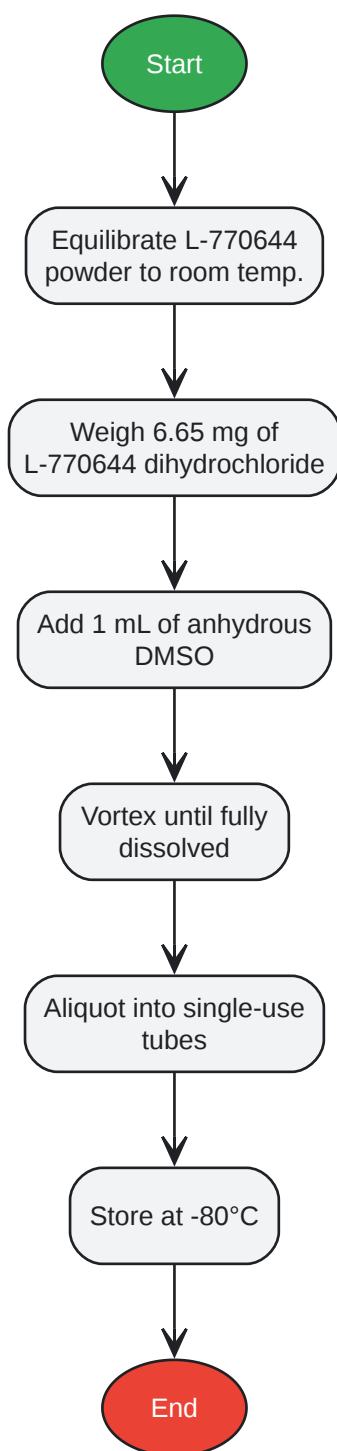 Start
Equilibrate L-770644
powder to room temp.
Weigh 6.65 mg of
L-770644 dihydrochloride
Add 1 mL of anhydrous
DMSO
Vortex until fully
dissolved
Aliquot into single-use
tubes
Store at -80°C
End